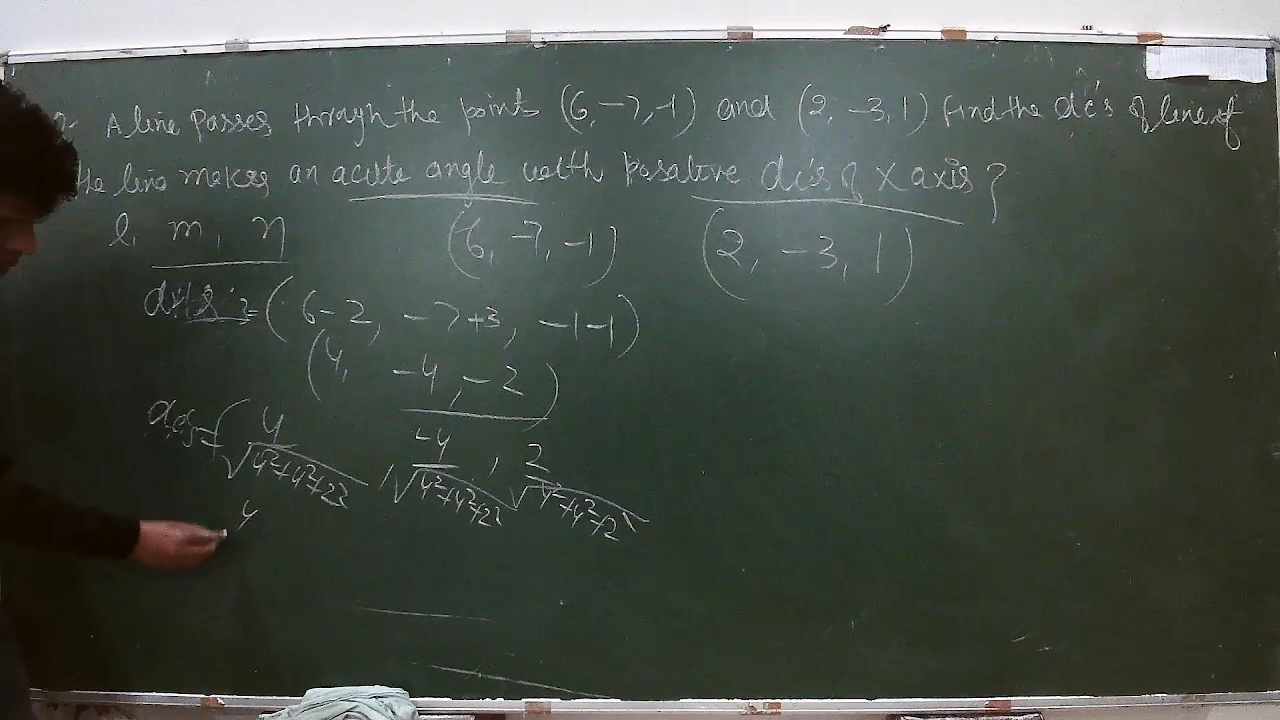 A line Passes through the points (6, -7, -1) and (2, -3, 1) find the dc's of line if
the line makes an acute angle with posative dc's of x axis?
l, m, n (6, -7, -1) (2, -3, 1)
dr's = (6-2, -7+3, -1-1)
(4, -4, -2)
dc's = ( 4/√4²+4²+2² , -4/√4²+4²+2² , 2/√4²+4²+2
4